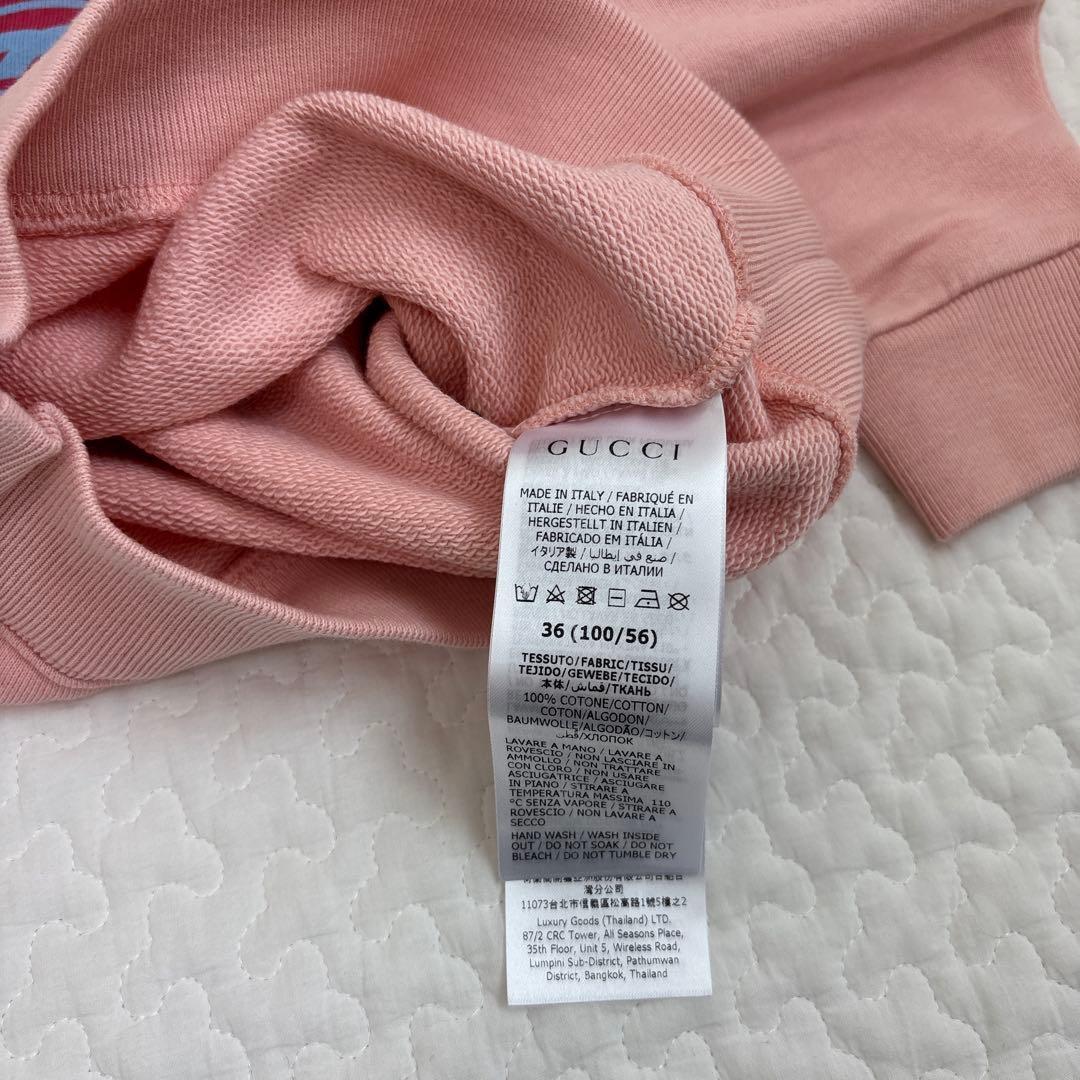 GUCCI
MADE IN ITALY / FABRIQUÉ EN
ITALIE / HECHO EN ITALIA /
HERGESTELLT IN ITALIEN /
FABRICADO EM ITÁLIA /
イタリア製 / صنع في إيطاليا /
СДЕЛАНО В ИТАЛИИ
36 (100/56)
TESSUTO/FABRIC/TISSU/
TEJIDO/GEWEBE/TECIDO/
本体/قماش/ТКАНЬ
100% COTONE/COTTON/
COTON/ALGODON/
BAUMWOLLE/ALGODÃO/コットン/
قطن/ХЛОПОК
LAVARE A MANO / LAVARE A
ROVESCIO / NON LASCIARE IN
AMMOLLO / NON TRATTARE
CON CLORO / NON USARE
ASCIUGATRICE / ASCIUGARE
IN PIANO / STIRARE A
TEMPERATURA MASSIMA 110
°C SENZA VAPORE / STIRARE A
ROVESCIO / NON LAVARE A
SECCO
HAND WASH / WASH INSIDE
OUT / DO NOT SOAK / DO NOT
BLEACH / DO NOT TUMBLE DRY
灣分公司
11073台北市信義區松高路1號5樓之2
Luxury Goods (Thailand) LTD.
87/2 CRC Tower, All Seasons Place,
35th Floor, Unit 5, Wireless Road,
Lumpini Sub-District, Pathumwan
District, Bangkok, Thailand